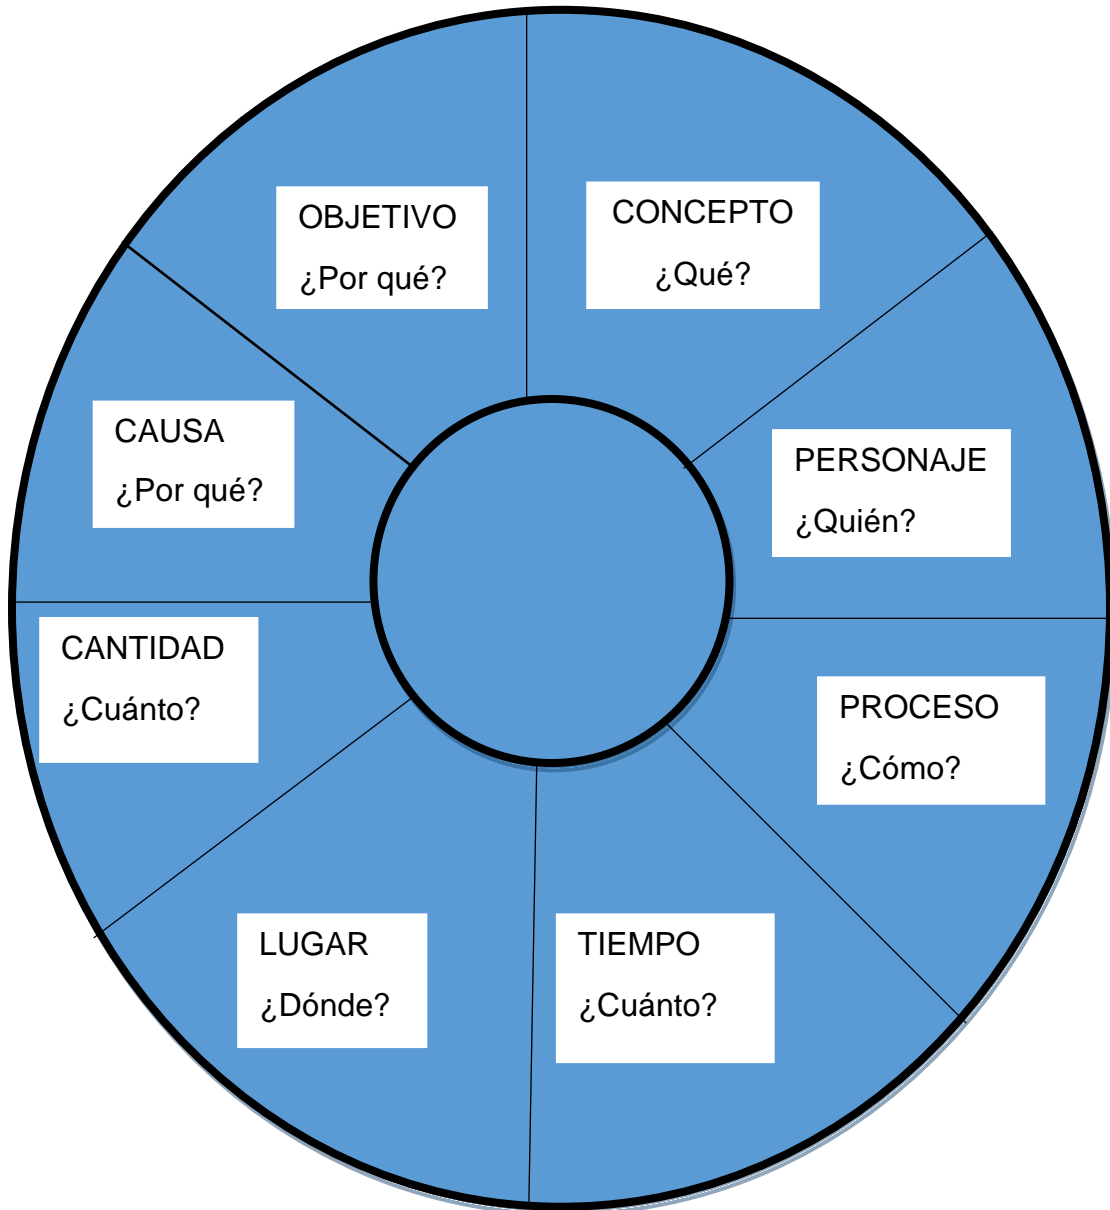 OBJETIVO
¿Por qué?
CONCEPTO
¿Qué?
CAUSA
¿Por qué?
PERSONAJE
¿Quién?
CANTIDAD
¿Cuánto?
PROCESO
¿Cómo?
LUGAR
¿Dónde?
TIEMPO
¿Cuánto?